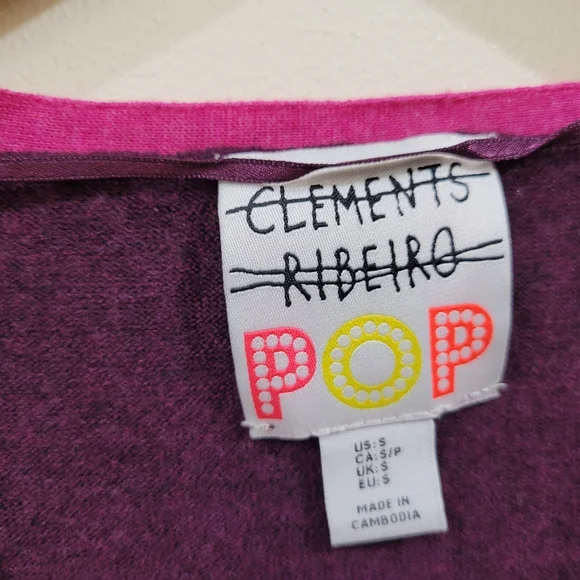 CLEMENTS
RIBEIRO
POP
US: S
CA: S/P
UK: S
EU: S
MADE IN
CAMBODIA